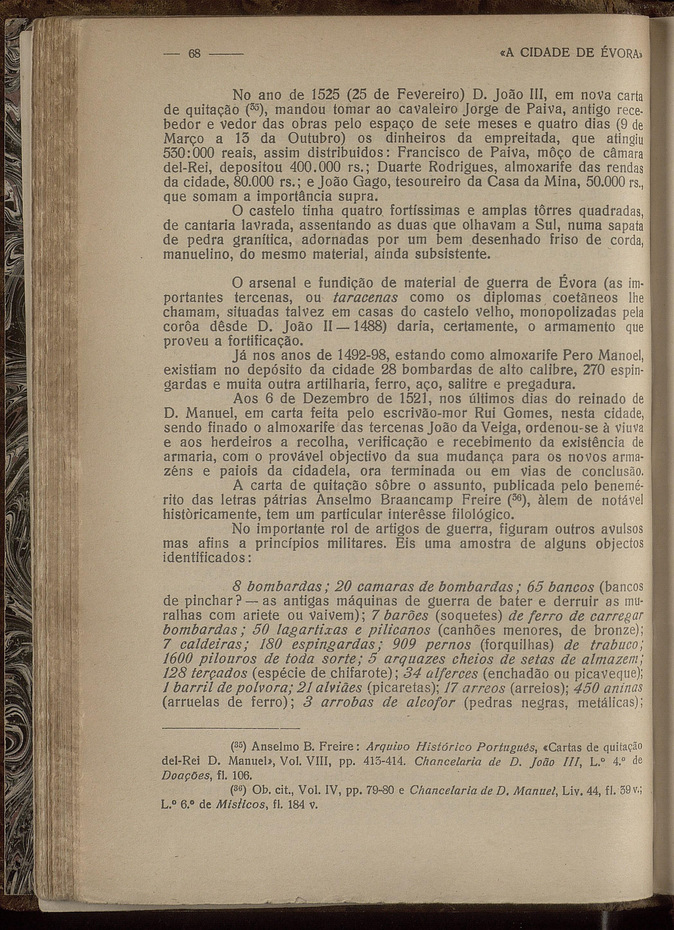 — 68 —— «A CIDADE DE ÉVORA»
No ano de 1525 (25 de Fevereiro) D. João III, em nova carta
de quitação (³⁵), mandou tomar ao cavaleiro Jorge de Paiva, antigo rece-
bedor e vedor das obras pelo espaço de sete meses e quatro dias (9 de
Março a 13 da Outubro) os dinheiros da empreitada, que atingiu
530:000 reais, assim distribuidos: Francisco de Paiva, môço de câmara
del-Rei, depositou 400.000 rs.; Duarte Rodrigues, almoxarife das rendas
da cidade, 80.000 rs.; e João Gago, tesoureiro da Casa da Mina, 50.000 rs.,
que somam a importância supra.
O castelo tinha quatro fortíssimas e amplas tôrres quadradas,
de cantaria lavrada, assentando as duas que olhavam a Sul, numa sapata
de pedra granítica, adornadas por um bem desenhado friso de corda,
manuelino, do mesmo material, ainda subsistente.
O arsenal e fundição de material de guerra de Évora (as im-
portantes tercenas, ou taracenas como os diplomas coetâneos lhe
chamam, situadas talvez em casas do castelo velho, monopolizadas pela
corôa dêsde D. João II — 1488) daria, certamente, o armamento que
proveu a fortificação.
Já nos anos de 1492-98, estando como almoxarife Pero Manoel,
existiam no depósito da cidade 28 bombardas de alto calibre, 270 espin-
gardas e muita outra artilharia, ferro, aço, salitre e pregadura.
Aos 6 de Dezembro de 1521, nos últimos dias do reinado de
D. Manuel, em carta feita pelo escrivão-mor Rui Gomes, nesta cidade,
sendo finado o almoxarife das tercenas João da Veiga, ordenou-se à viuva
e aos herdeiros a recolha, verificação e recebimento da existência de
armaria, com o provável objectivo da sua mudança para os novos arma-
zéns e paiois da cidadela, ora terminada ou em vias de conclusão.
A carta de quitação sôbre o assunto, publicada pelo benemé-
rito das letras pátrias Anselmo Braancamp Freire (³⁶), àlem de notável
històricamente, tem um particular interêsse filológico.
No importante rol de artigos de guerra, figuram outros avulsos
mas afins a princípios militares. Eis uma amostra de alguns objectos
identificados:
8 bombardas; 20 camaras de bombardas; 65 bancos (bancos
de pinchar? — as antigas máquinas de guerra de bater e derruir as mu-
ralhas com ariete ou vaivem); 7 barões (soquetes) de ferro de carregar
bombardas; 50 lagartixas e pilicanos (canhões menores, de bronze);
7 caldeiras; 180 espingardas; 909 pernos (forquilhas) de trabuco;
1600 pilouros de toda sorte; 5 arquazes cheios de setas de almazem;
128 terçados (espécie de chifarote); 34 alferces (enchadão ou picaveque);
1 barril de polvora; 21 alviães (picaretas); 17 arreos (arreios); 450 aninas
(arruelas de ferro); 3 arrobas de alcofor (pedras negras, metálicas);
(³⁵) Anselmo B. Freire: Arquivo Histórico Português, «Cartas de quitação
del-Rei D. Manuel», Vol. VIII, pp. 413-414. Chancelaria de D. João III, L.º 4.º de
Doações, fl. 106.
(³⁶) Ob. cit., Vol. IV, pp. 79-80 e Chancelaria de D. Manuel, Liv. 44, fl. 39 v.;
L.º 6.º de Misticos, fl. 184 v.